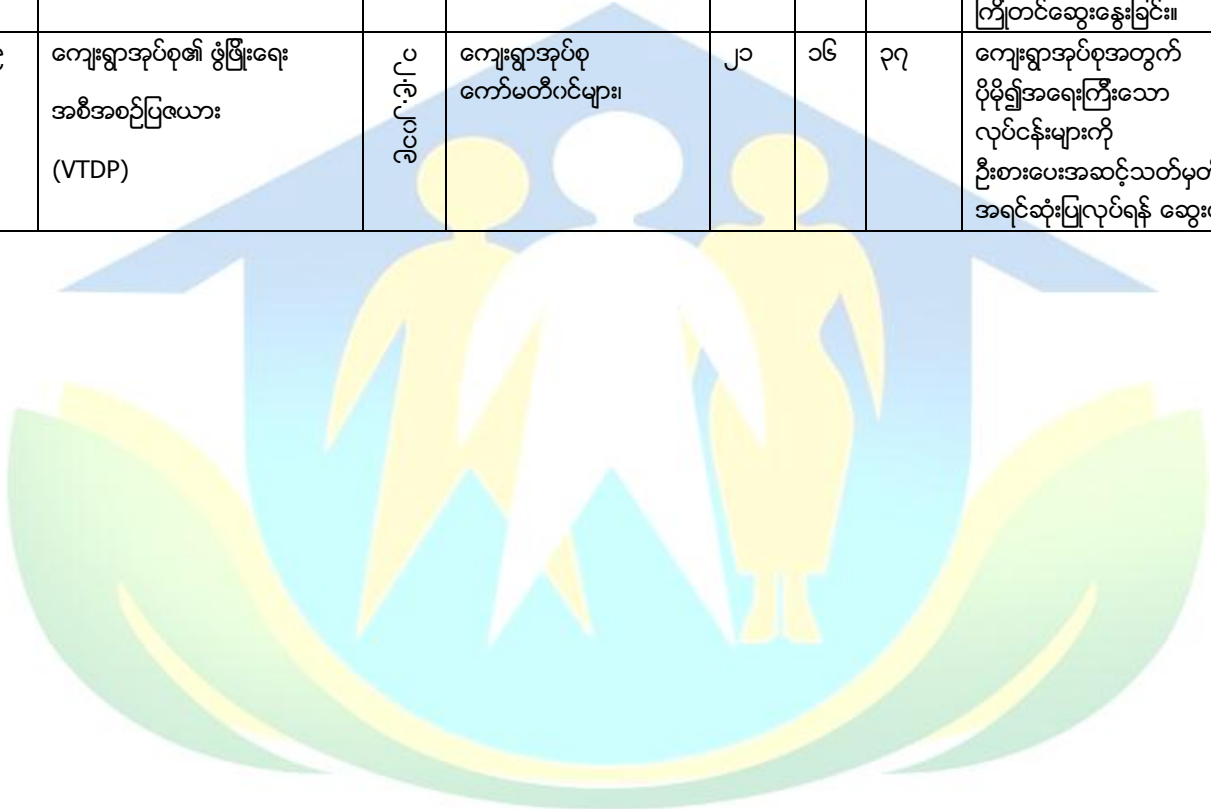 ကြိုတင်ဆွေးနွေးခြင်း။
ကျေးရွာအုပ်စု၏ ဖွံ့ဖြိုးရေး
အစီအစဉ်ပြဇယား
(VTDP)
ကျေးရွာအုပ်စု
ကော်မတီဝင်များ၊
၂၁
၁၆
၃၇
ကျေးရွာအုပ်စုအတွက်
ပိုမို၍အရေးကြီးသော
လုပ်ငန်းများကို
ဦးစားပေးအဆင့်သတ်မှတ်
အရင်ဆုံးပြုလုပ်ရန်